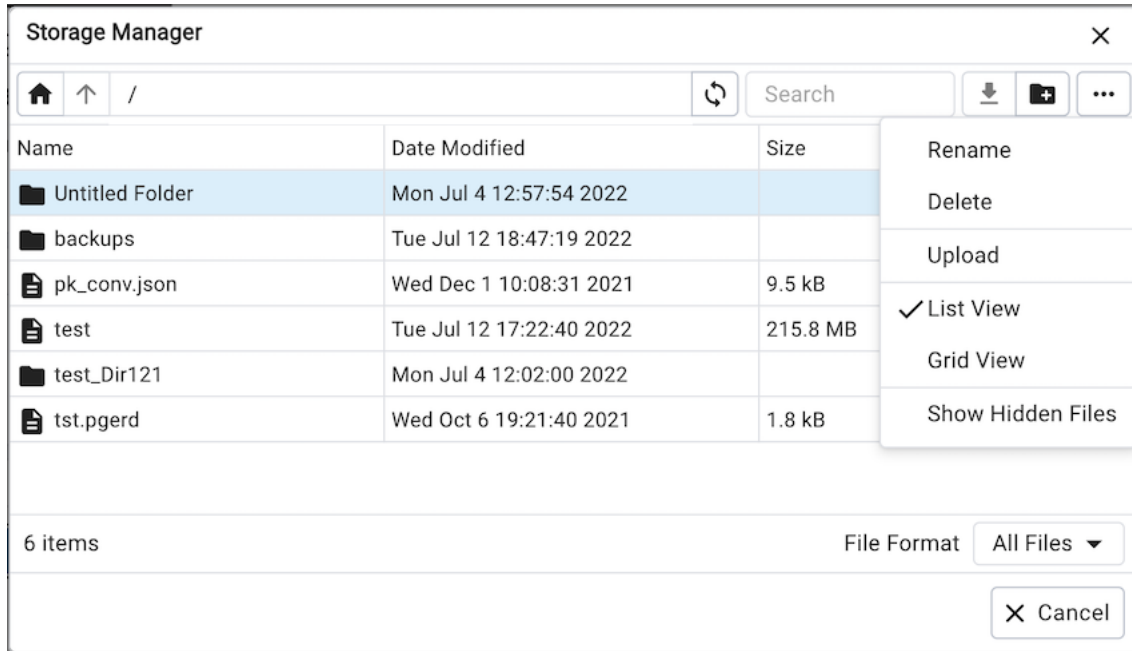 Storage Manager
/
Search
Name Date Modified Size
Rename
Untitled Folder Mon Jul 4 12:57:54 2022
Delete
backups Tue Jul 12 18:47:19 2022
Upload
pk_conv.json Wed Dec 1 10:08:31 2021 9.5 kB
List View
test Tue Jul 12 17:22:40 2022 215.8 MB
Grid View
test_Dir121 Mon Jul 4 12:02:00 2022
Show Hidden Files
tst.pgerd Wed Oct 6 19:21:40 2021 1.8 kB
6 items File Format All Files
Cancel